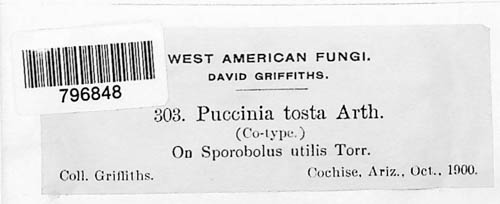 WEST AMERICAN FUNGI.
DAVID GRIFFITHS.
796848
303. Puccinia tosta Arth.
(Co-type.)
On Sporobolus utilis Torr.
Coll. Griffiths. Cochise, Ariz., Oct., 1900.